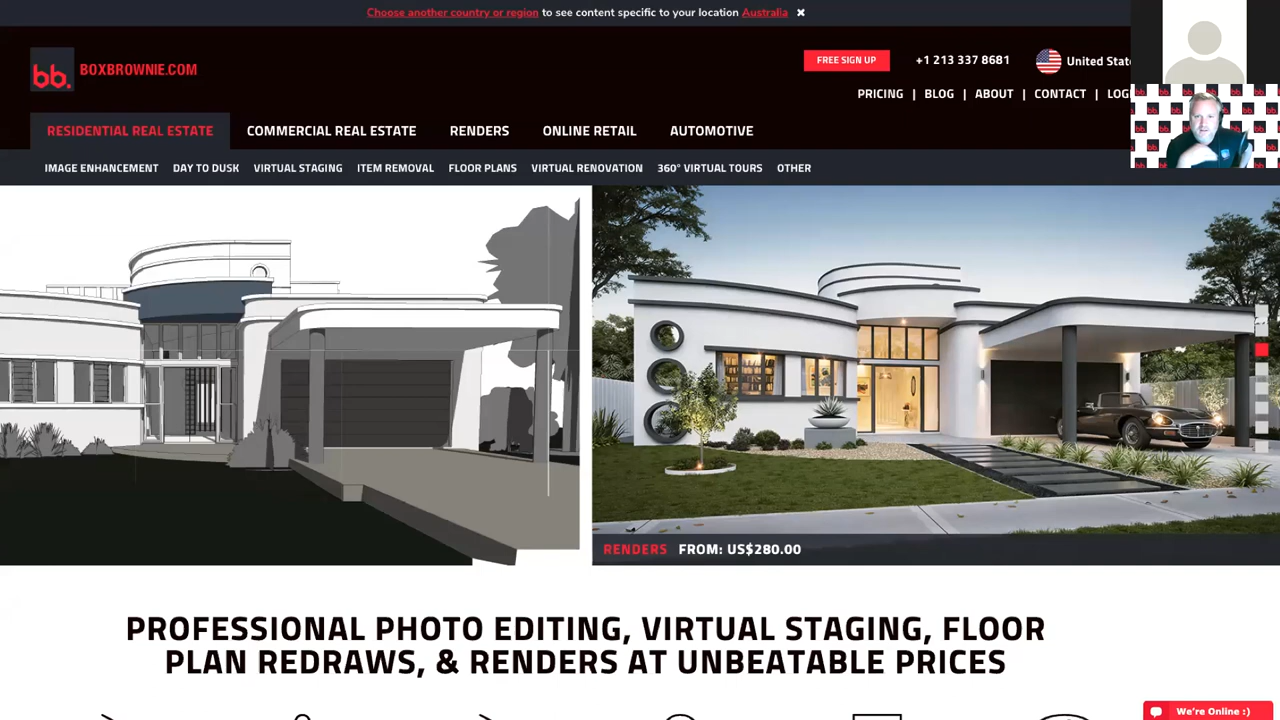 Choose another country or region to see content specific to your location Australia ✖
bb. BOXBROWNIE.COM
FREE SIGN UP +1 213 337 8681 United State
PRICING | BLOG | ABOUT | CONTACT |
RESIDENTIAL REAL ESTATE COMMERCIAL REAL ESTATE RENDERS ONLINE RETAIL AUTOMOTIVE
IMAGE ENHANCEMENT DAY TO DUSK VIRTUAL STAGING ITEM REMOVAL FLOOR PLANS VIRTUAL RENOVATION 360° VIRTUAL TOURS OTHER
RENDERS FROM: US$280.00
PROFESSIONAL PHOTO EDITING, VIRTUAL STAGING, FLOOR
PLAN REDRAWS, & RENDERS AT UNBEATABLE PRICES
We're Online :)